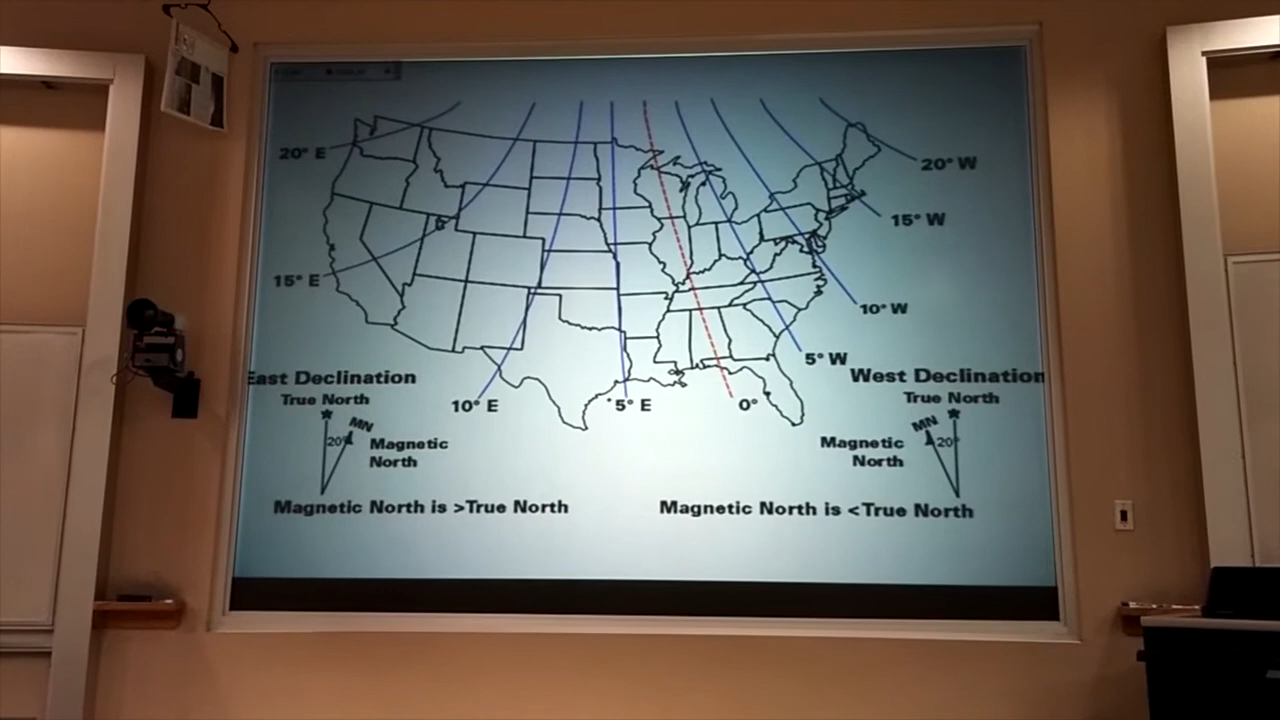 20° E
20° W
15° W
15° E
10° W
5° W
East Declination
West Declination
True North
True North
10° E
5° E
0°
MN
MN
20°
20°
Magnetic
North
Magnetic
North
Magnetic North is >True North
Magnetic North is <True North